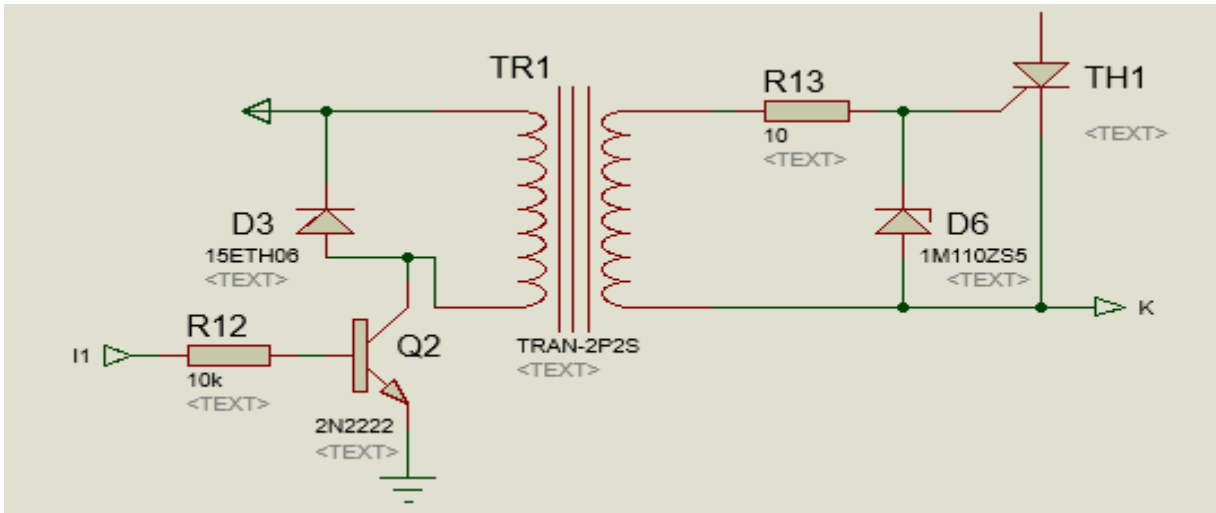 TR1
R13
10
<TEXT>
TH1
<TEXT>
D3
15ETH06
<TEXT>
D6
1M110ZS5
<TEXT>
K
I1
R12
10k
<TEXT>
Q2
2N2222
<TEXT>
TRAN-2P2S
<TEXT>